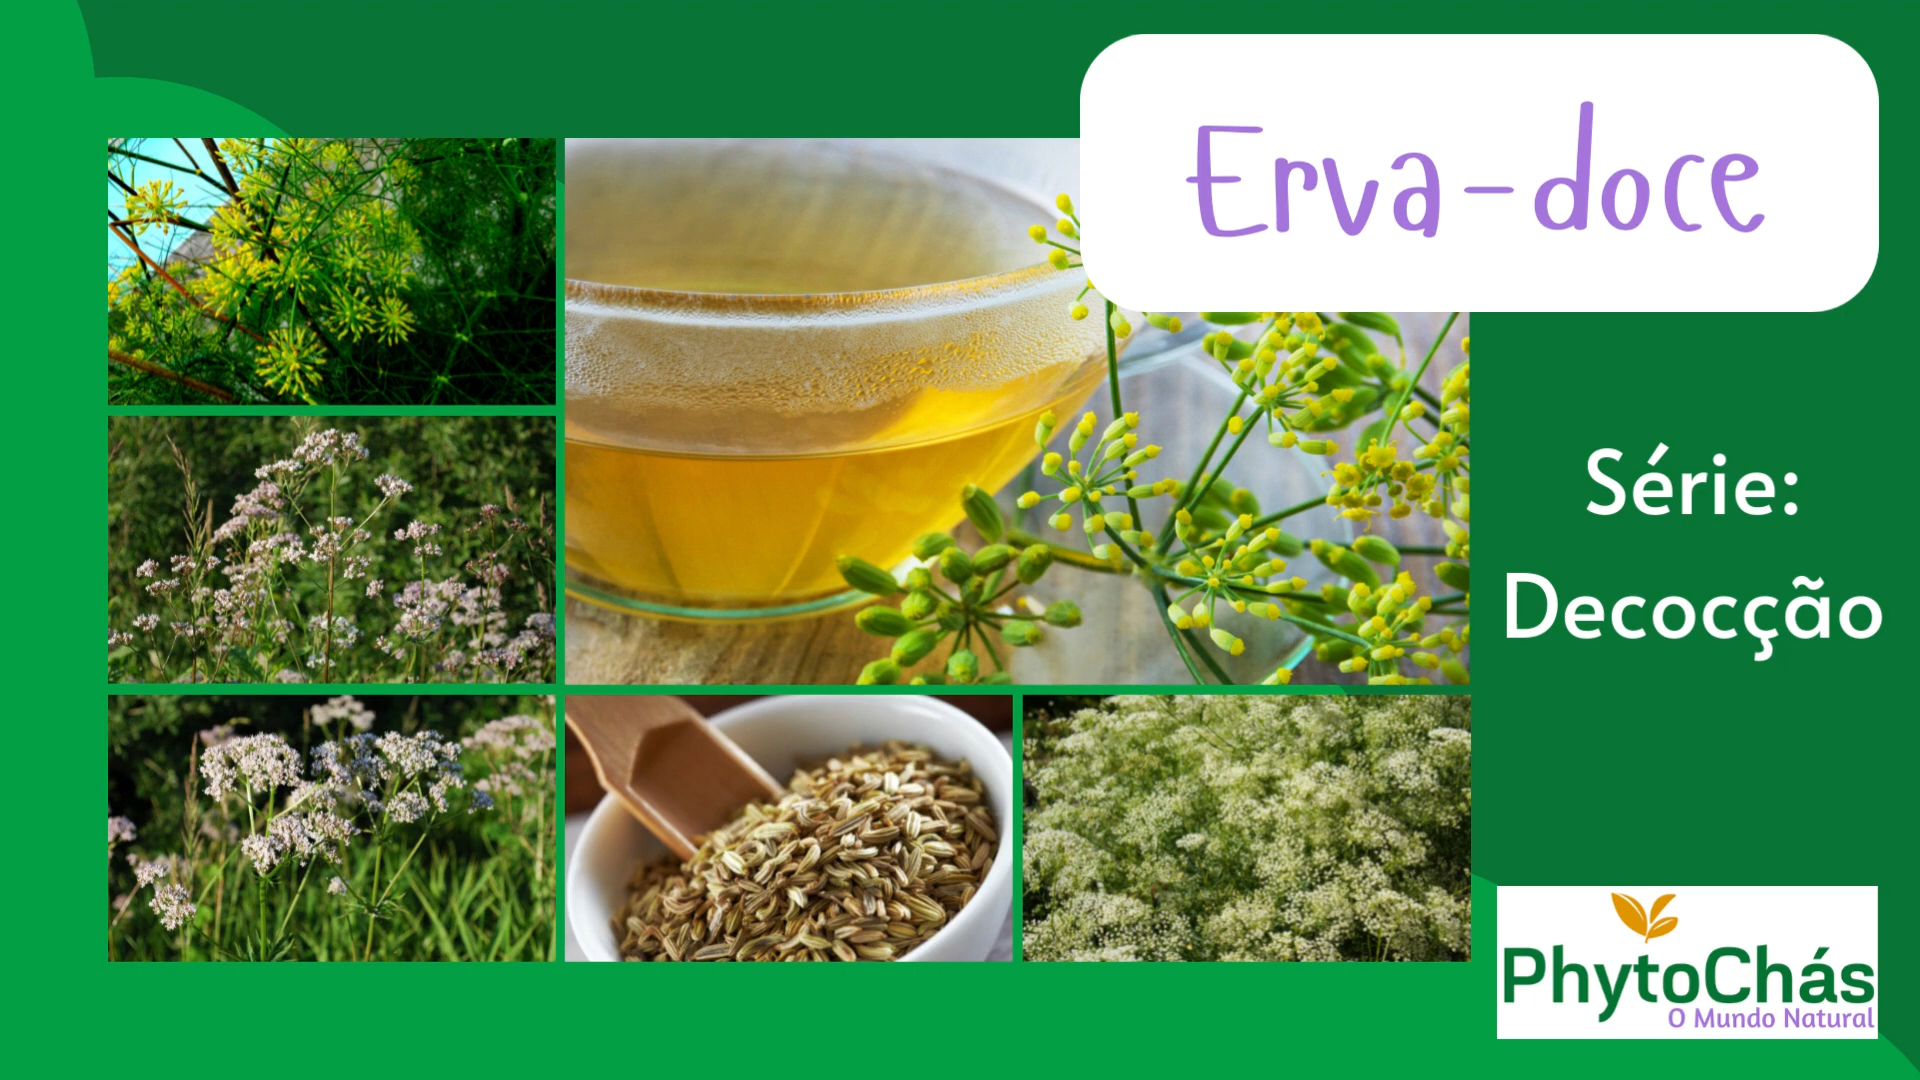 Erva-doce
Série:
Decocção
PhytoChás
O Mundo Natural